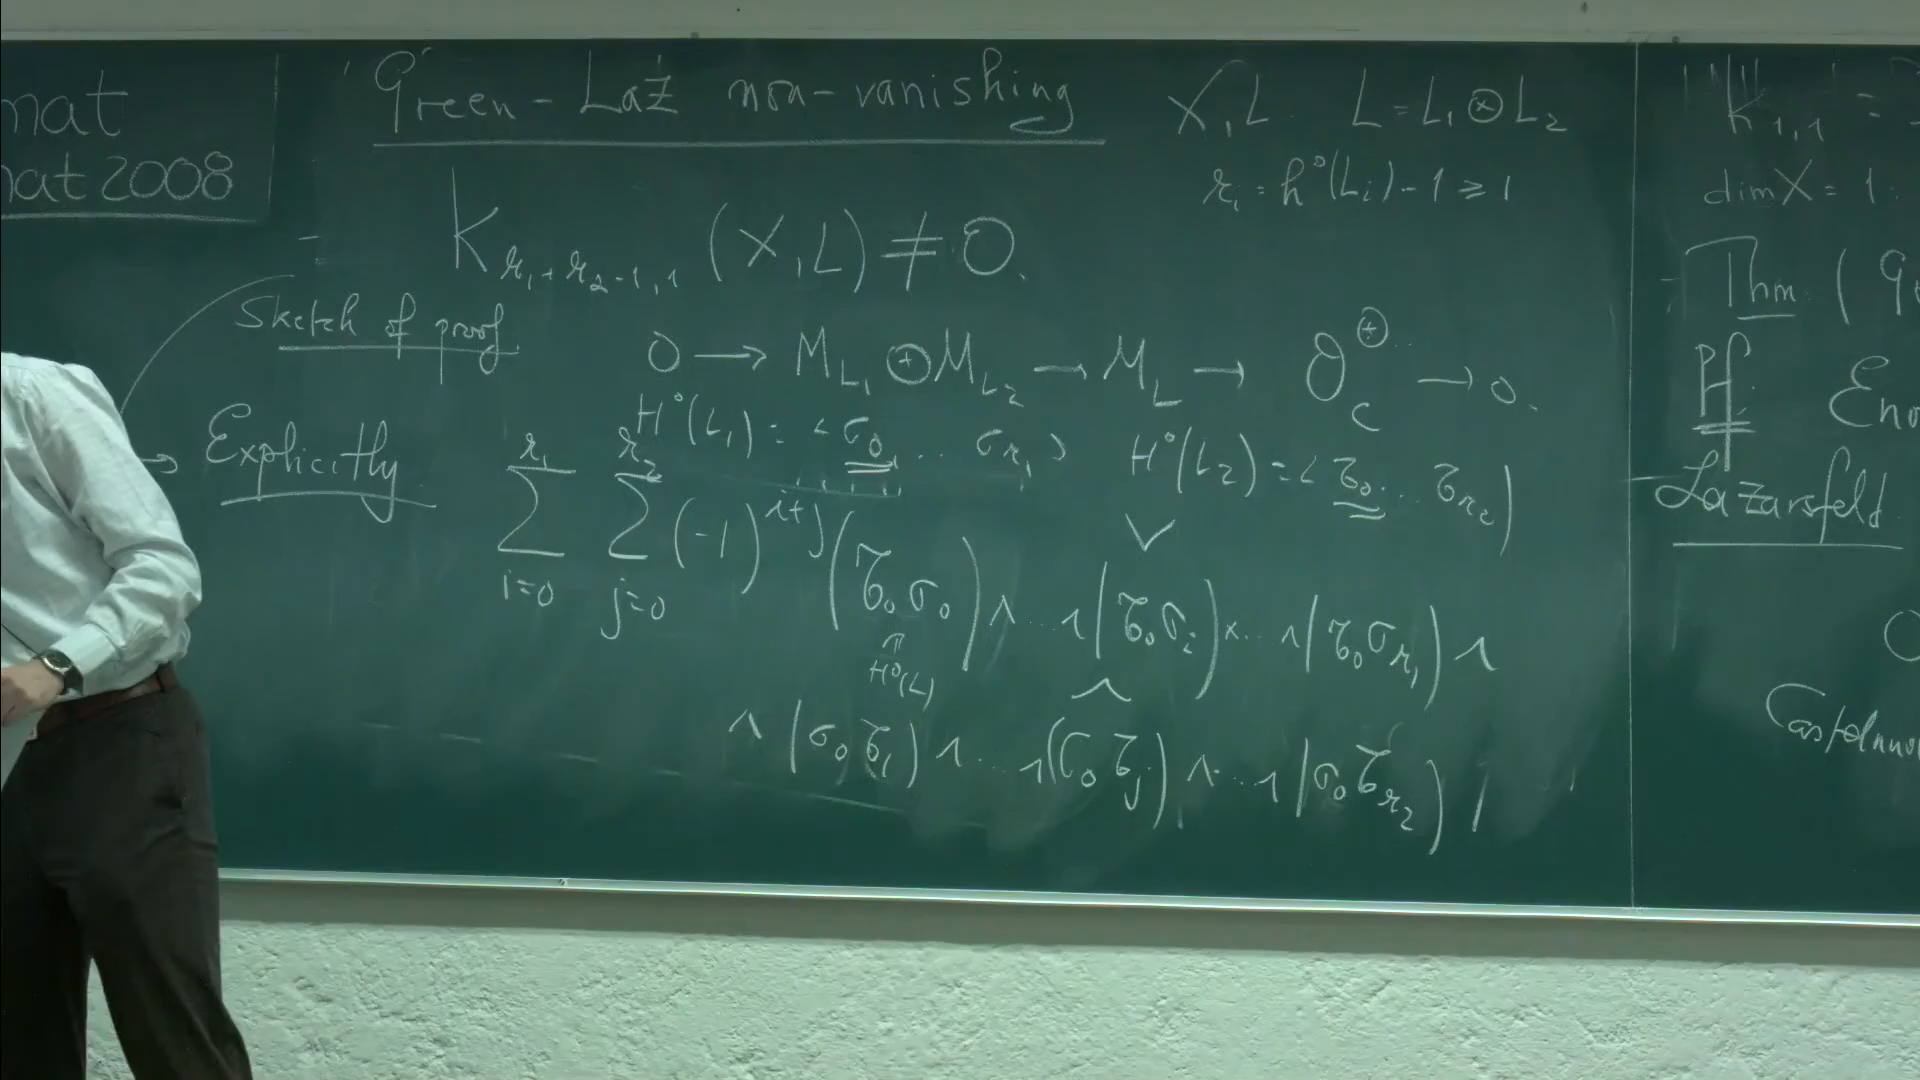 mat
nat 2008
Green - Laz non-vanishing
X, L. L = L₁ ⊗ L₂
r_i = h⁰(L_i) - 1 ≥ 1
K_{r₁+r₂-1,1} (X, L) ≠ 0.
Sketch of proof
0 → M_{L₁} ⊕ M_{L₂} → M_L → O_C^⊕.. → 0.
H⁰(L₁) = < σ₀, ... σ_{r₁} > H⁰(L₂) = < τ₀ ... τ_{r₂} )
Explicitly
∑_{i=0}^{r₁} ∑_{j=0}^{r₂} (-1)^{i+j} (τ₀σ₀) ∧ ... ∧ (τ₀σ_i) ∧ ... ∧ (τ₀σ_{r₁}) ∧
H⁰(L)
∧ (σ₀τ₁) ∧ ... ∧ (σ₀τ_j) ∧ ... ∧ (σ₀τ_{r₂})
K_{1,1} =
dim X = 1:
Thm (
Pf
Lazarsfeld
0